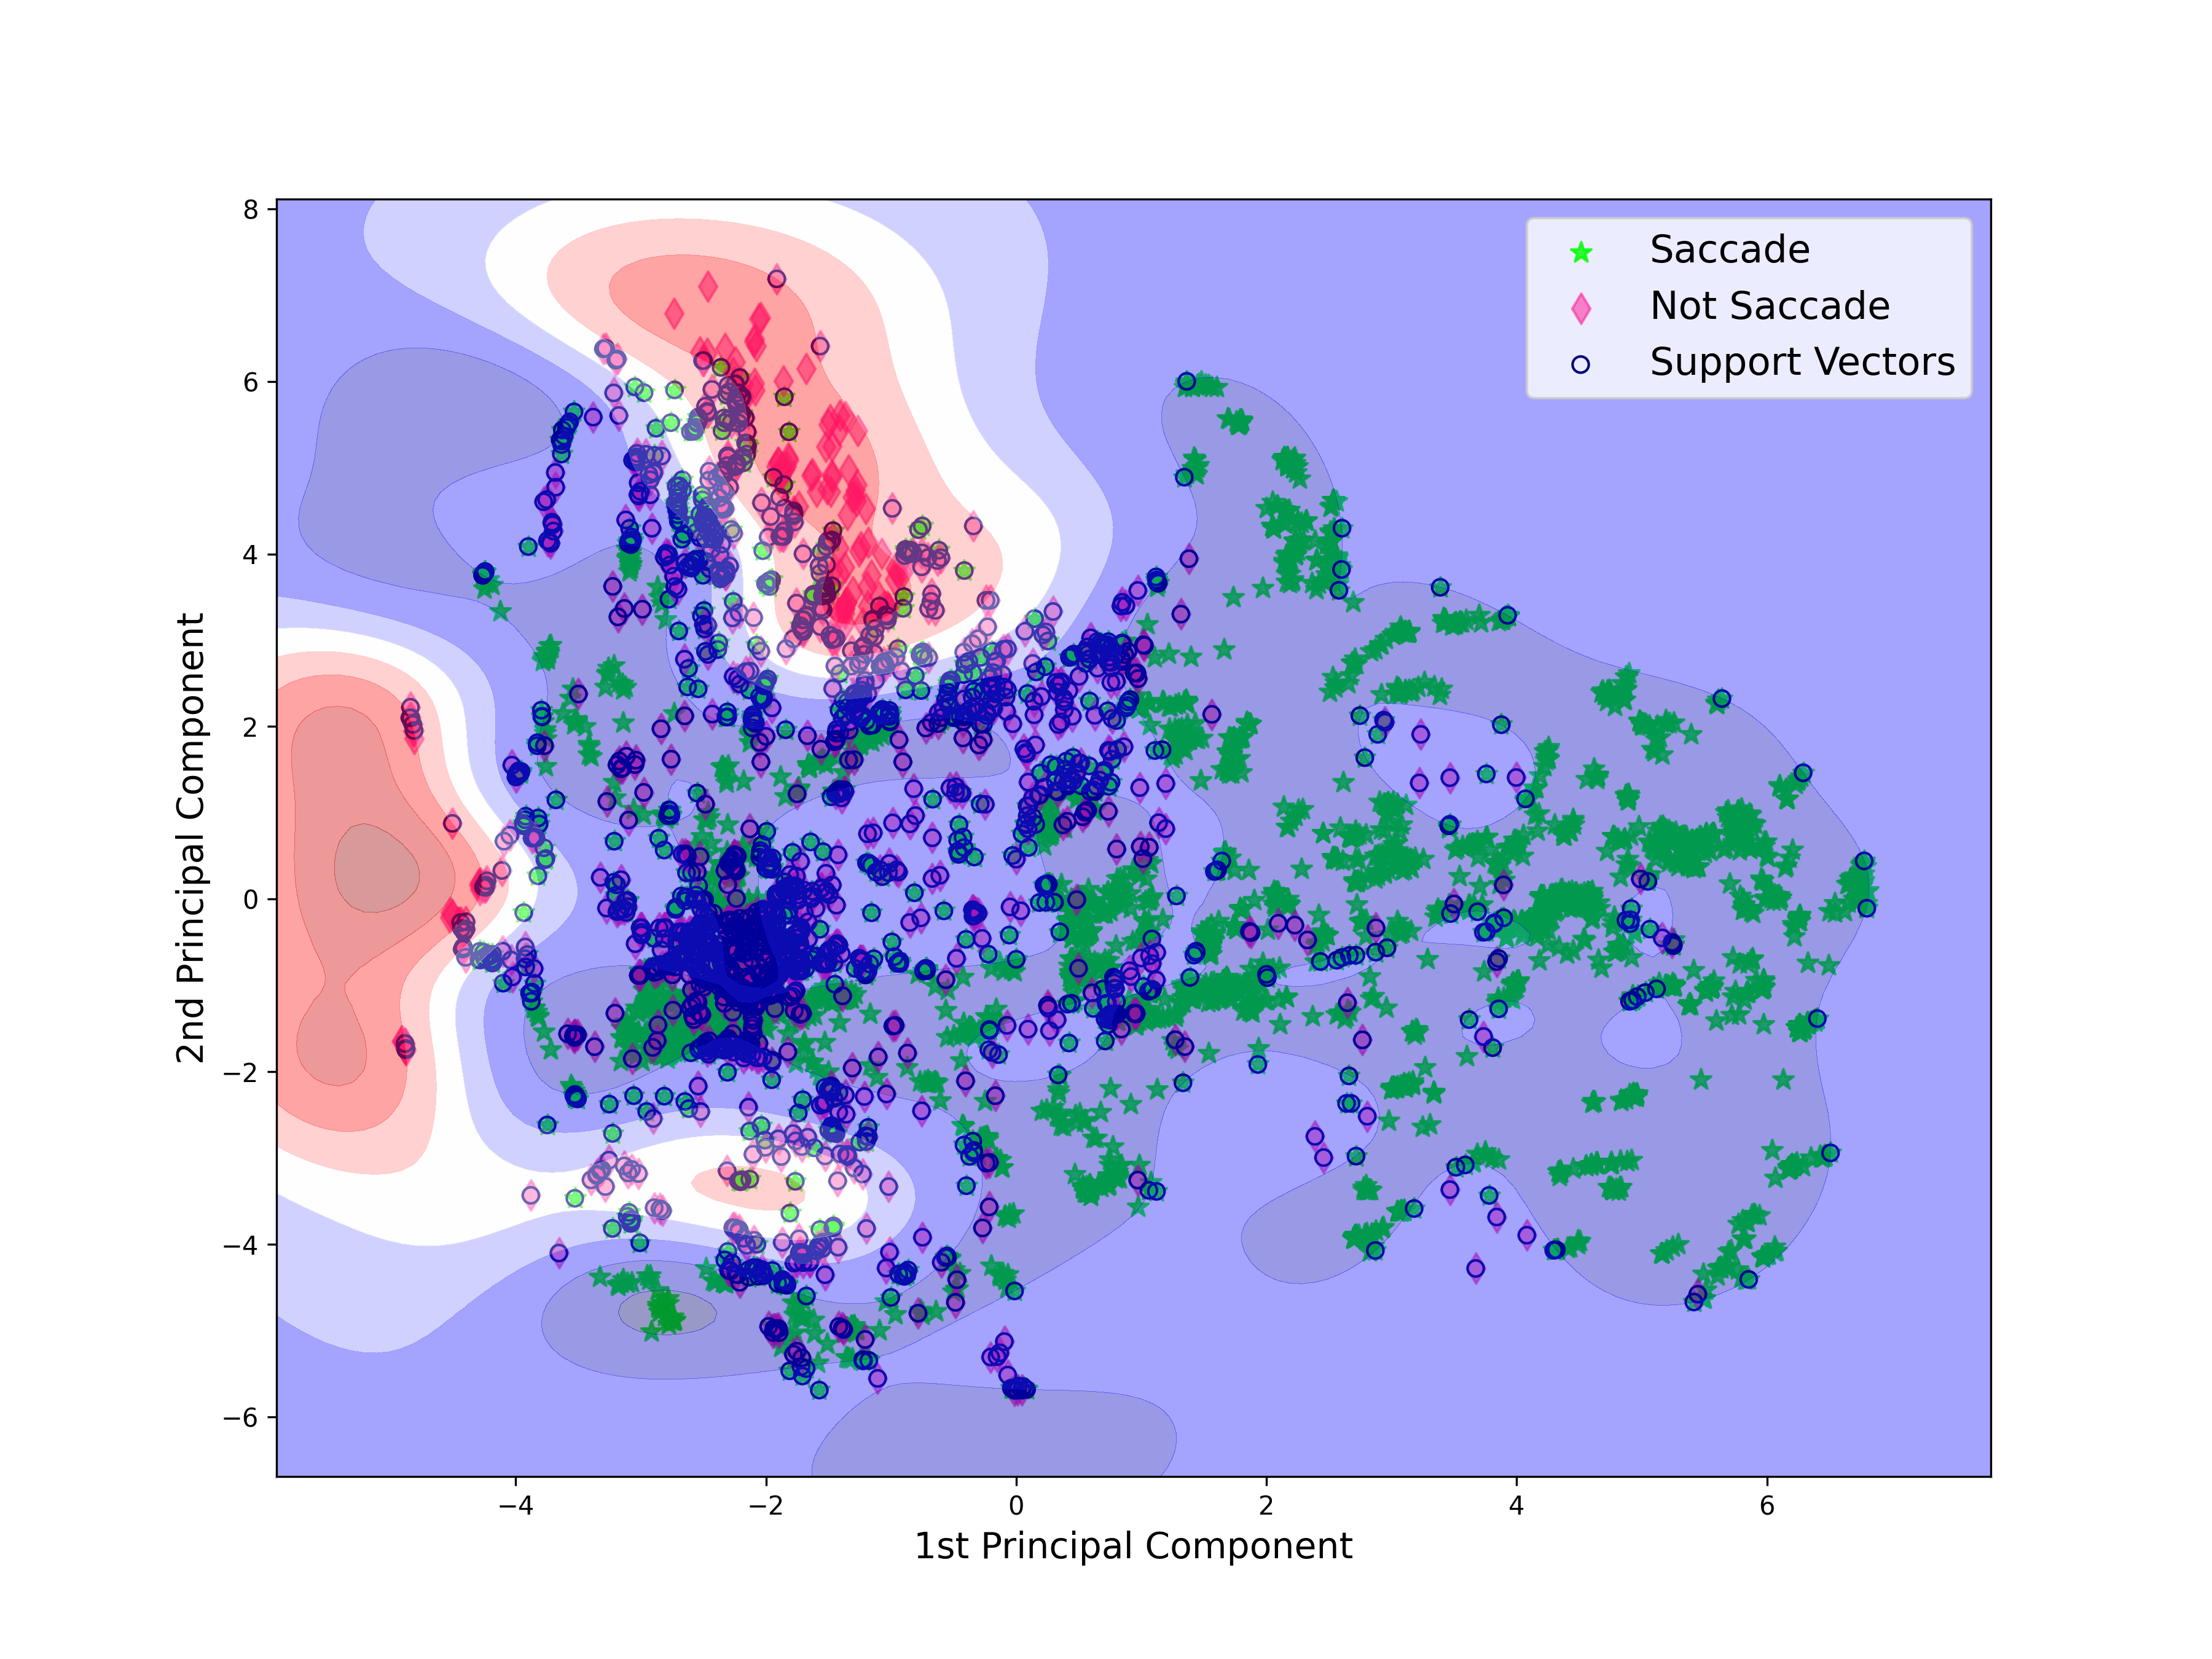 Saccade
Not Saccade
Support Vectors
8
6
4
2
0
−2
−4
−6
2nd Principal Component
−4
−2
0
2
4
6
1st Principal Component